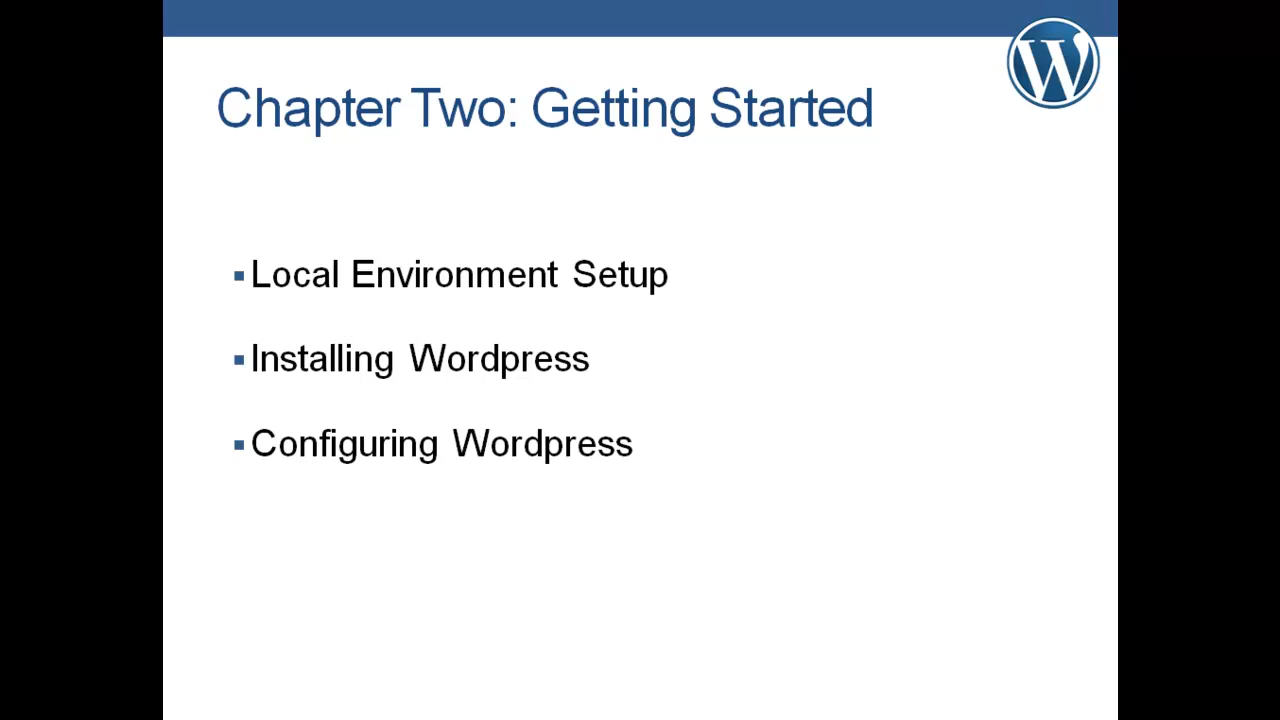 Chapter Two: Getting Started
Local Environment Setup
Installing Wordpress
Configuring Wordpress